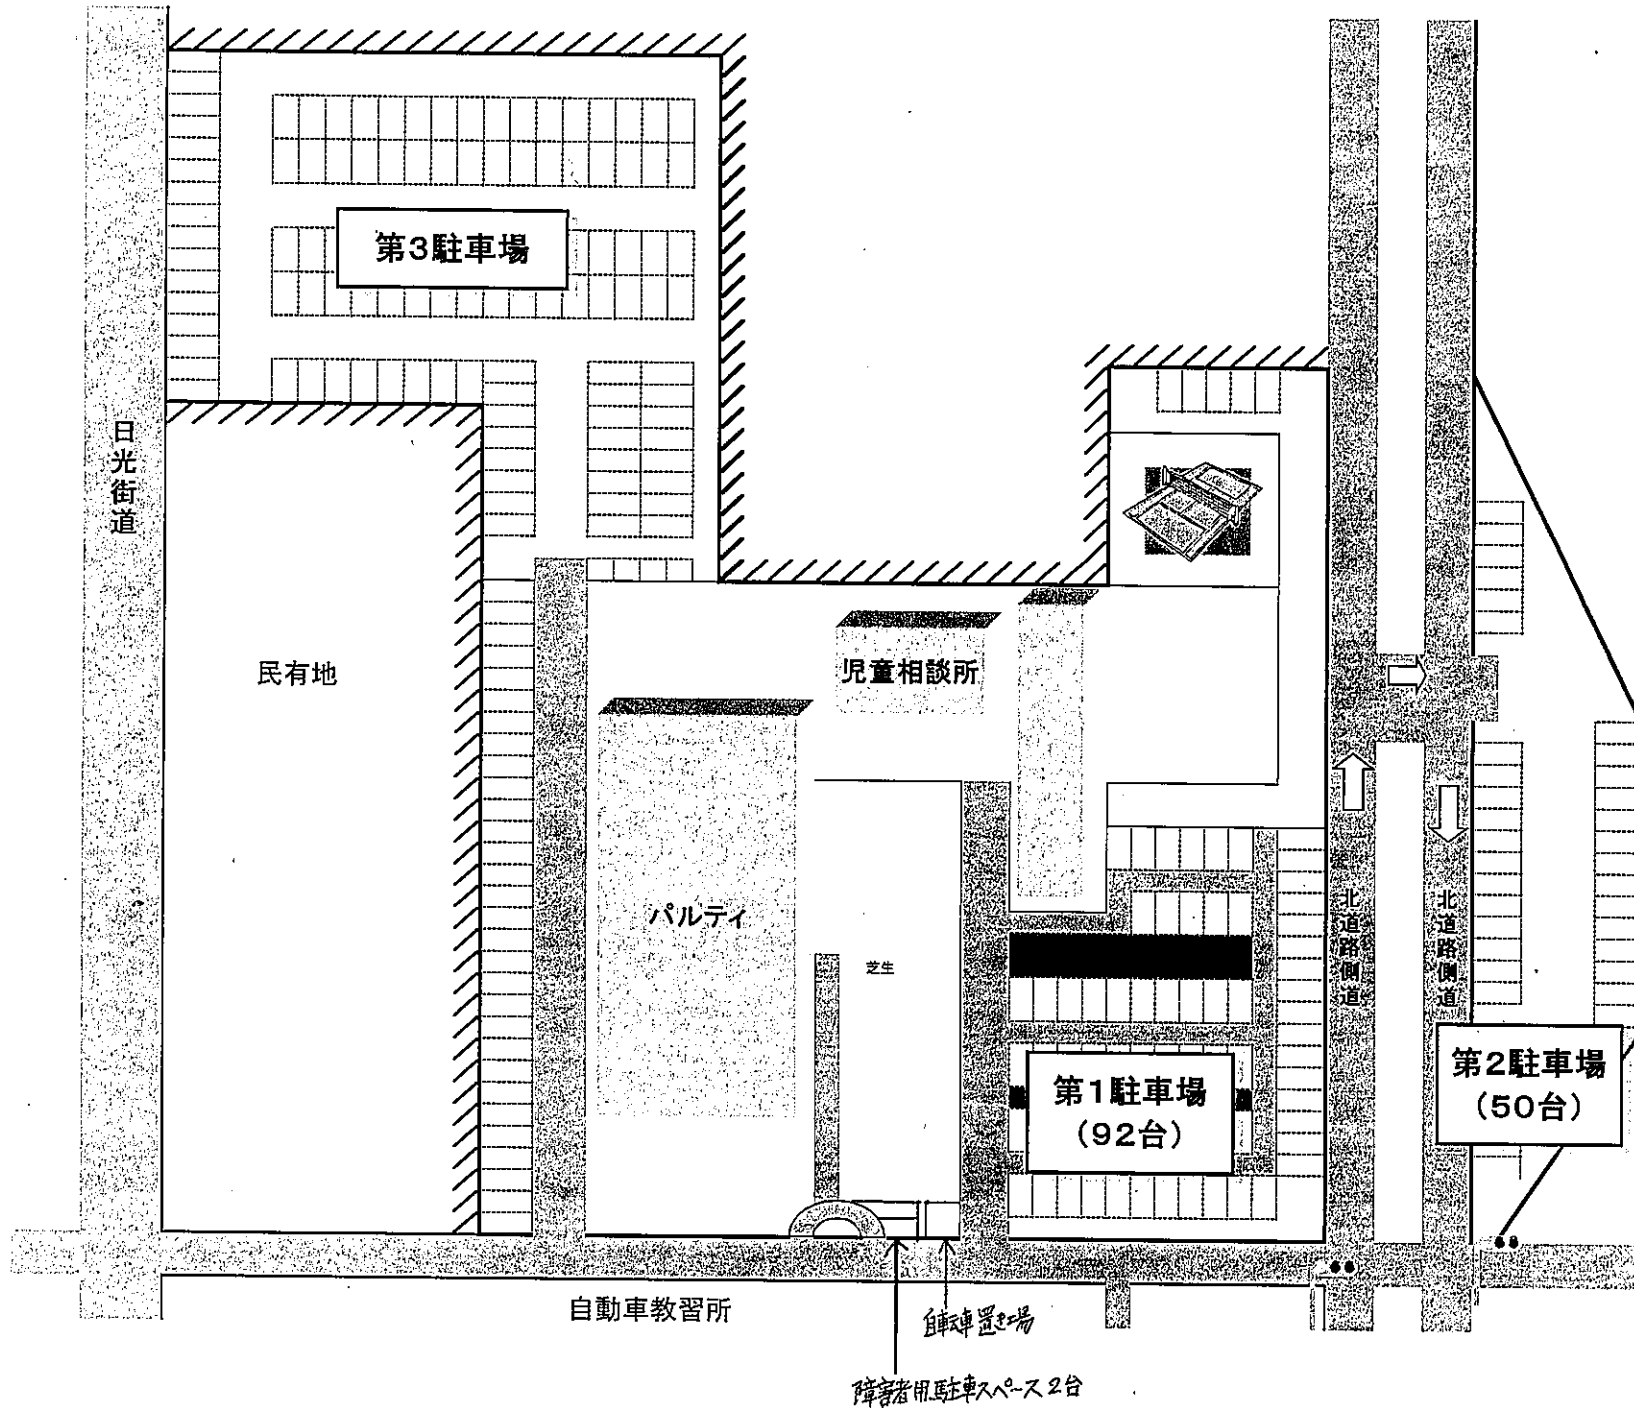 第3駐車場
日光街道
民有地
児童相談所
パルティ
芝生
北道路側道
北道路側道
第1駐車場
(92台)
第2駐車場
(50台)
自動車教習所
自転車置き場
障害者用駐車スペース2台